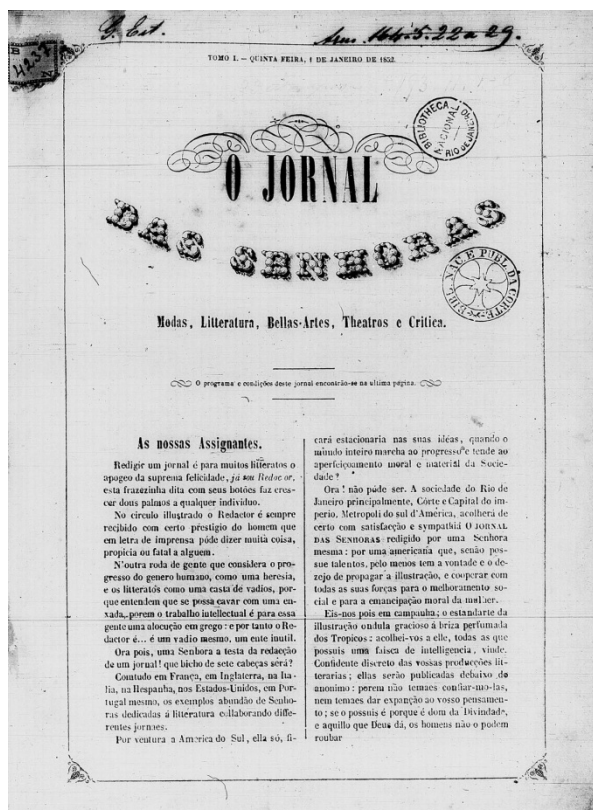 G. Est.
Arm. 144.5.22 a 29.
B N
4237
TOMO I. — QUINTA FEIRA, 1 DE JANEIRO DE 1852.
BIBLIOTHECA NACIONAL RIO DE JANEIRO
O JORNAL
DAS SENHORAS
BIBL. NAC. E PUBL. DA CORTE
Modas, Litteratura, Bellas-Artes, Theatros e Critica.
O programa e condições deste jornal encontrão-se na ultima pagina.
As nossas Assignantes.
Redigir um jornal é para muitos litteratos o
apogeo da suprema felicidade, já sou Redactor,
esta frazezinha dita com seus botões faz cres-
cer dous palmos a qualquer individuo.
No circulo illustrado o Redactor é sempre
recibido com certo prestigio do homem que
em letra de imprensa póde dizer muita coisa,
propicia ou fatal a alguem.
N'outra roda de gente que considera o pro-
gresso do genero humano, como uma heresia,
e os litteratos como uma casta de vadios, por-
que entendem que se possa cavar com uma en-
xada, porem o trabalho intellectual é para essa
gente uma alocução em grego: e por tanto o Re-
dactor é... é um vadio mesmo, um ente inutil.
Ora pois, uma Senhora a testa da redacção
de um jornal! que bicho de sete cabeças será?
Comtudo em França, em Inglaterra, na Ita-
lia, na Hespanha, nos Estados-Unidos, em Por-
tugal mesmo, os exemplos abundão de Senho-
ras dedicadas á litteratura collaborando diffe-
rentes jornaes.
Por ventura a America do Sul, ella só, fi-
cará estacionaria nas suas idéas, quando o
mundo inteiro marcha ao progresso e tende ao
aperfeiçoamento moral e material da Socie-
dade?
Ora! não póde ser. A sociedade do Rio de
Janeiro principalmente, Côrte e Capital do im-
perio, Metropoli do sul d'América, acolherá de
certo com satisfacção e sympathia O JORNAL
DAS SENHORAS redigido por uma Senhora
mesma: por uma americana que, senão pos-
sue talentos, pelo menos tem a vontade e o de-
zejo de propagar a illustração, e cooperar com
todas as suas forças para o melhoramento so-
cial e para a emancipação moral da mulher.
Eis-nos pois em campanha; o estandarte da
illustração ondula gracioso á briza perfumada
dos Tropicos: acolhei-vos a elle, todas as que
possuis uma faisca de intelligencia, vinde.
Confidente discreto das vossas producções lit-
terarias; ellas serão publicadas debaixo do
anonimo: porem não temaes confiar-mo-las,
nem temaes dar expanção ao vosso pensamen-
to; se o possuis é porque é dom da Divindade,
e aquillo que Deus dá, os homens não o podem
roubar